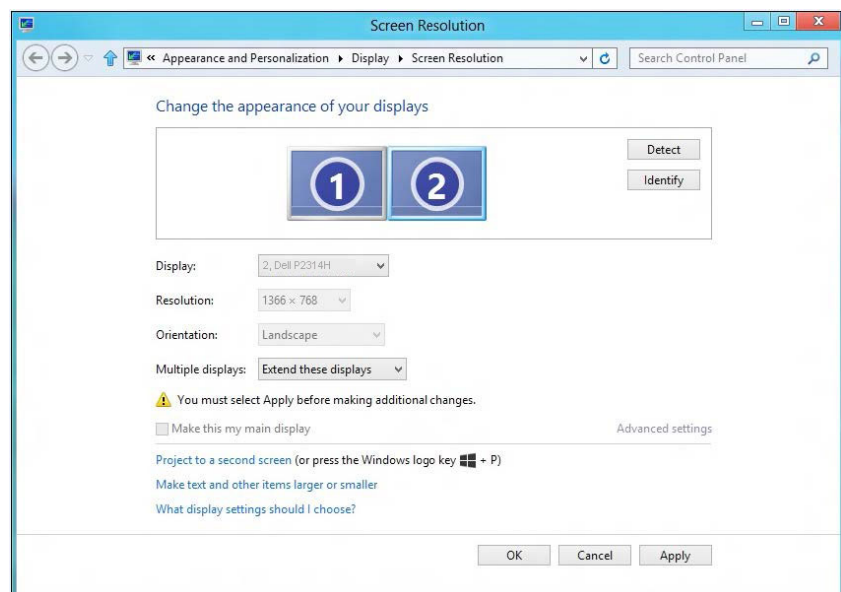 Screen Resolution
« Appearance and Personalization Display Screen Resolution Search Control Panel
Change the appearance of your displays
1 2
Detect
Identify
Display: 2, Dell P2314H
Resolution: 1366 × 768
Orientation: Landscape
Multiple displays: Extend these displays
You must select Apply before making additional changes.
Make this my main display Advanced settings
Project to a second screen (or press the Windows logo key + P)
Make text and other items larger or smaller
What display settings should I choose?
OK Cancel Apply